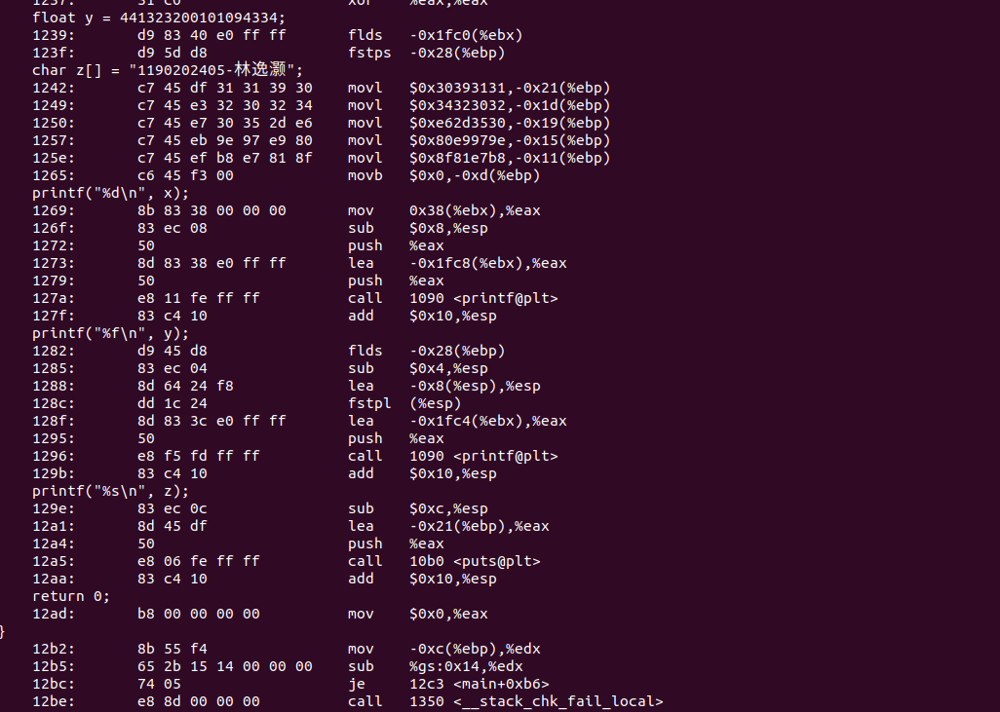 1237: 31 c0 xor %eax,%eax
float y = 441323200101094334;
1239: d9 83 40 e0 ff ff flds -0x1fc0(%ebx)
123f: d9 5d d8 fstps -0x28(%ebp)
char z[] = "1190202405-林逸灏";
1242: c7 45 df 31 31 39 30 movl $0x30393131,-0x21(%ebp)
1249: c7 45 e3 32 30 32 34 movl $0x34323032,-0x1d(%ebp)
1250: c7 45 e7 30 35 2d e6 movl $0xe62d3530,-0x19(%ebp)
1257: c7 45 eb 9e 97 e9 80 movl $0x80e9979e,-0x15(%ebp)
125e: c7 45 ef b8 e7 81 8f movl $0x8f81e7b8,-0x11(%ebp)
1265: c6 45 f3 00 movb $0x0,-0xd(%ebp)
printf("%d\n", x);
1269: 8b 83 38 00 00 00 mov 0x38(%ebx),%eax
126f: 83 ec 08 sub $0x8,%esp
1272: 50 push %eax
1273: 8d 83 38 e0 ff ff lea -0x1fc8(%ebx),%eax
1279: 50 push %eax
127a: e8 11 fe ff ff call 1090 <printf@plt>
127f: 83 c4 10 add $0x10,%esp
printf("%f\n", y);
1282: d9 45 d8 flds -0x28(%ebp)
1285: 83 ec 04 sub $0x4,%esp
1288: 8d 64 24 f8 lea -0x8(%esp),%esp
128c: dd 1c 24 fstpl (%esp)
128f: 8d 83 3c e0 ff ff lea -0x1fc4(%ebx),%eax
1295: 50 push %eax
1296: e8 f5 fd ff ff call 1090 <printf@plt>
129b: 83 c4 10 add $0x10,%esp
printf("%s\n", z);
129e: 83 ec 0c sub $0xc,%esp
12a1: 8d 45 df lea -0x21(%ebp),%eax
12a4: 50 push %eax
12a5: e8 06 fe ff ff call 10b0 <puts@plt>
12aa: 83 c4 10 add $0x10,%esp
return 0;
12ad: b8 00 00 00 00 mov $0x0,%eax
}
12b2: 8b 55 f4 mov -0xc(%ebp),%edx
12b5: 65 2b 15 14 00 00 00 sub %gs:0x14,%edx
12bc: 74 05 je 12c3 <main+0xb6>
12be: e8 8d 00 00 00 call 1350 <__stack_chk_fail_local>